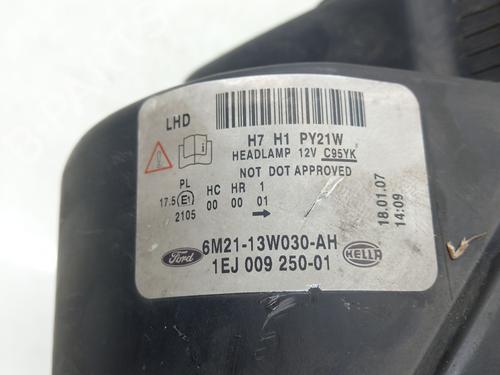 LHD
H7 H1 PY21W
HEADLAMP 12V C95YK
NOT DOT APPROVED
PL HC HR 1
17.5 E1 00 00 01
2105
18.01.07
14:09
Ford 6M21-13W030-AH
1EJ 009 250-01 HELLA